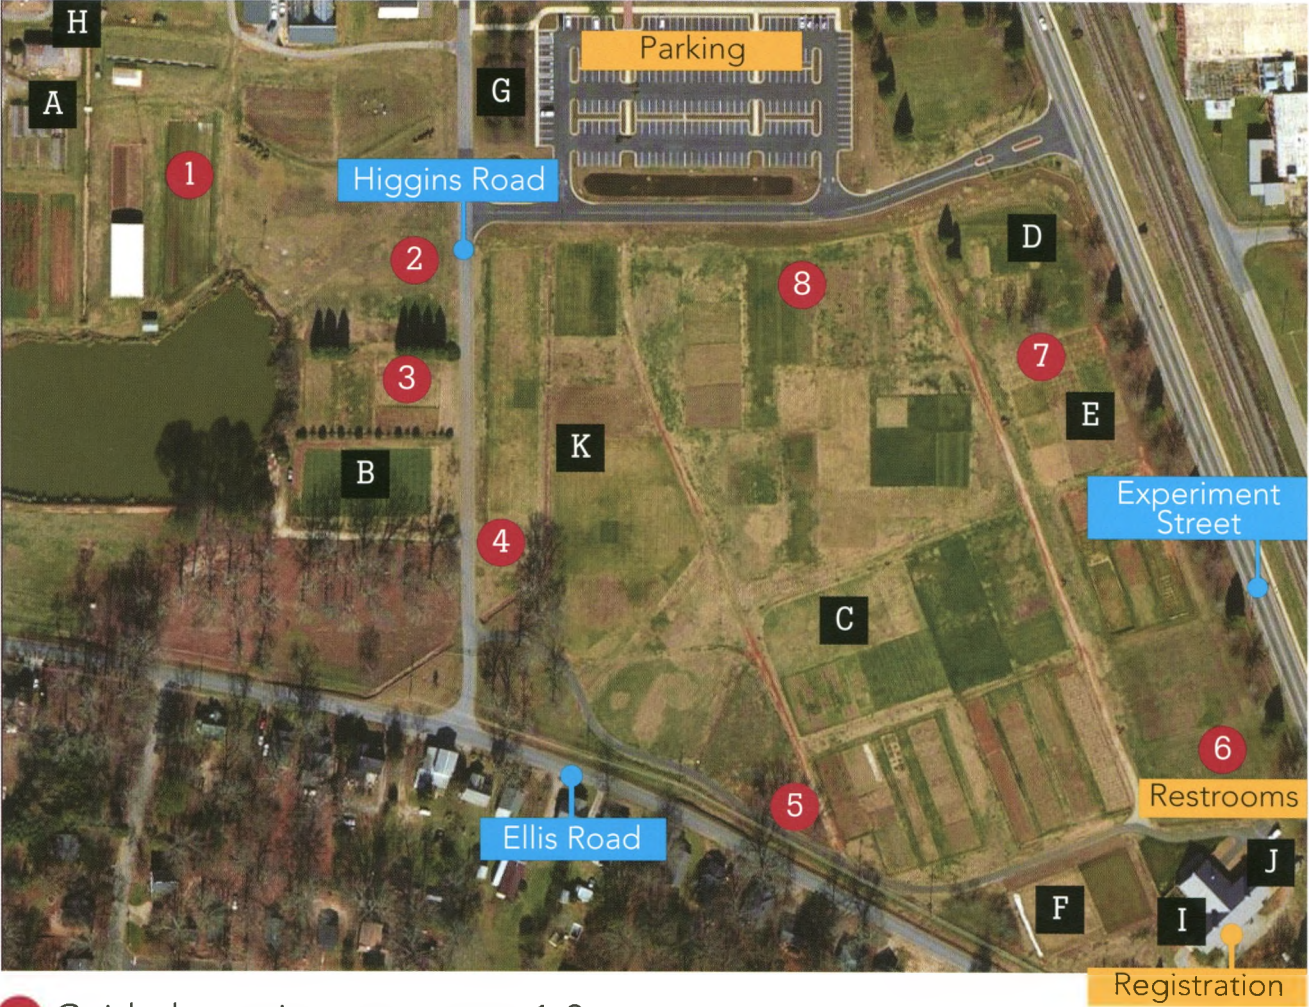 H
Parking
A
G
1
Higgins Road
D
2
8
7
3
E
K
B
Experiment
Street
4
C
6
Restrooms
5
Ellis Road
J
F
I
Registration